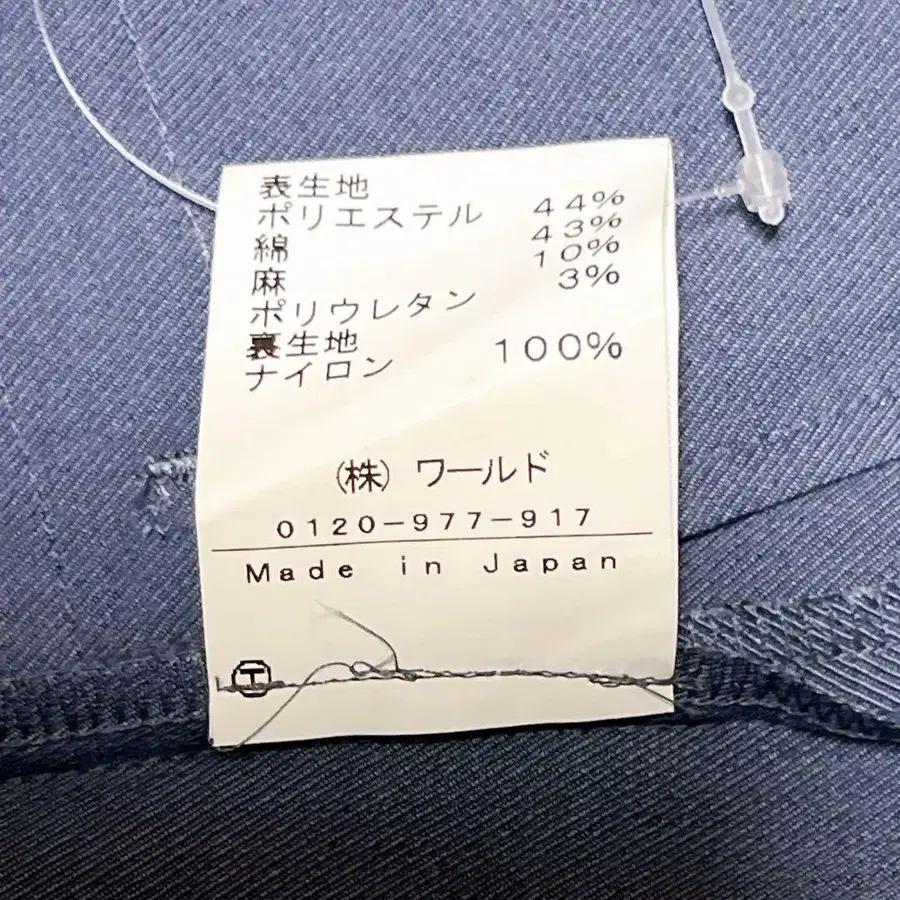 表生地
ポリエステル 44%
綿 43%
麻 10%
ポリウレタン 3%
裏生地
ナイロン 100%
(株) ワールド
0120-977-917
Made in Japan
T